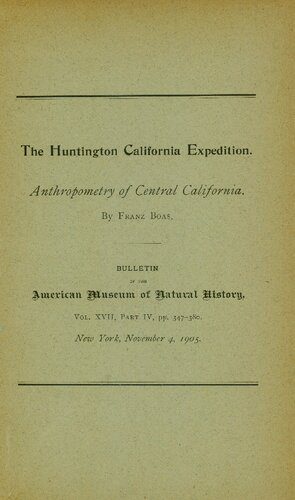 The Huntington California Expedition.
Anthropometry of Central California.
By Franz Boas.
BULLETIN
OF THE
American Museum of Natural History,
Vol. XVII, Part IV, pp. 347-380.
New York, November 4, 1905.